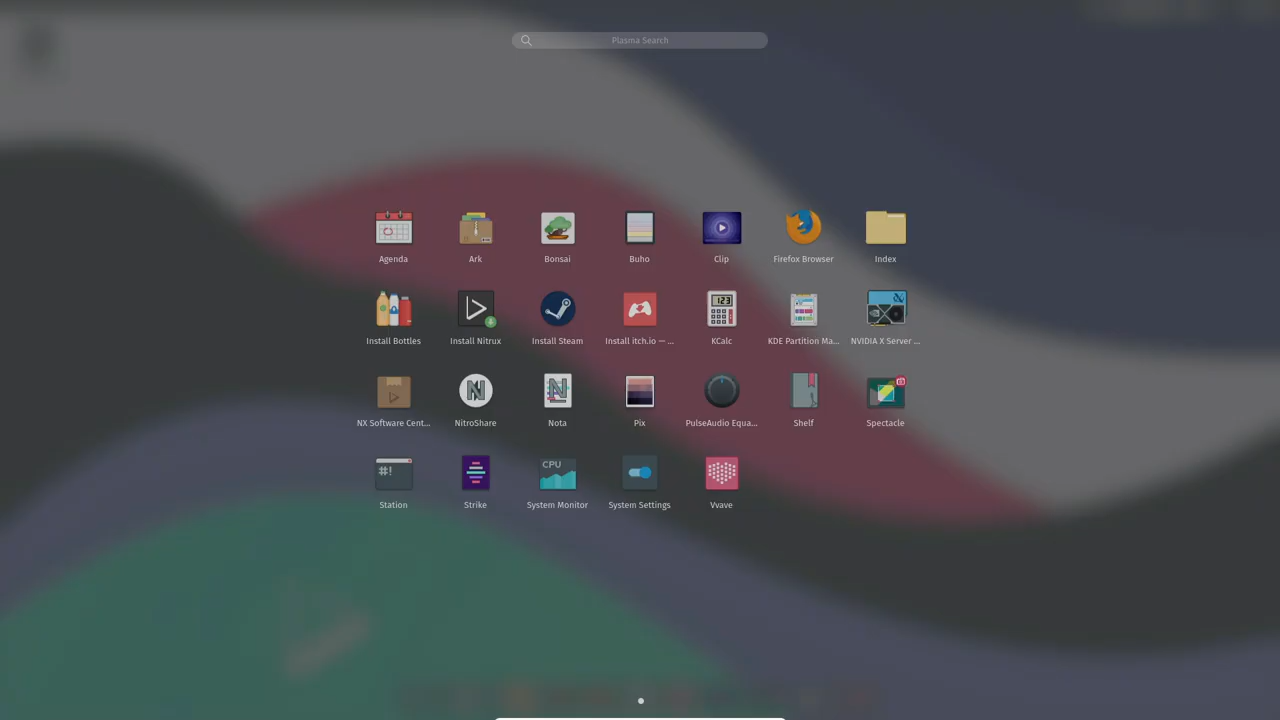 Plasma Search
Agenda
Ark
Bonsai
Buho
Clip
Firefox Browser
Index
Install Bottles
Install Nitrux
Install Steam
Install itch.io — ...
123
KCalc
KDE Partition Ma...
NVIDIA X Server ...
NX Software Cent...
N
NitroShare
N
Nota
Pix
PulseAudio Equa...
Shelf
Spectacle
#!
Station
Strike
CPU
System Monitor
System Settings
Vvave